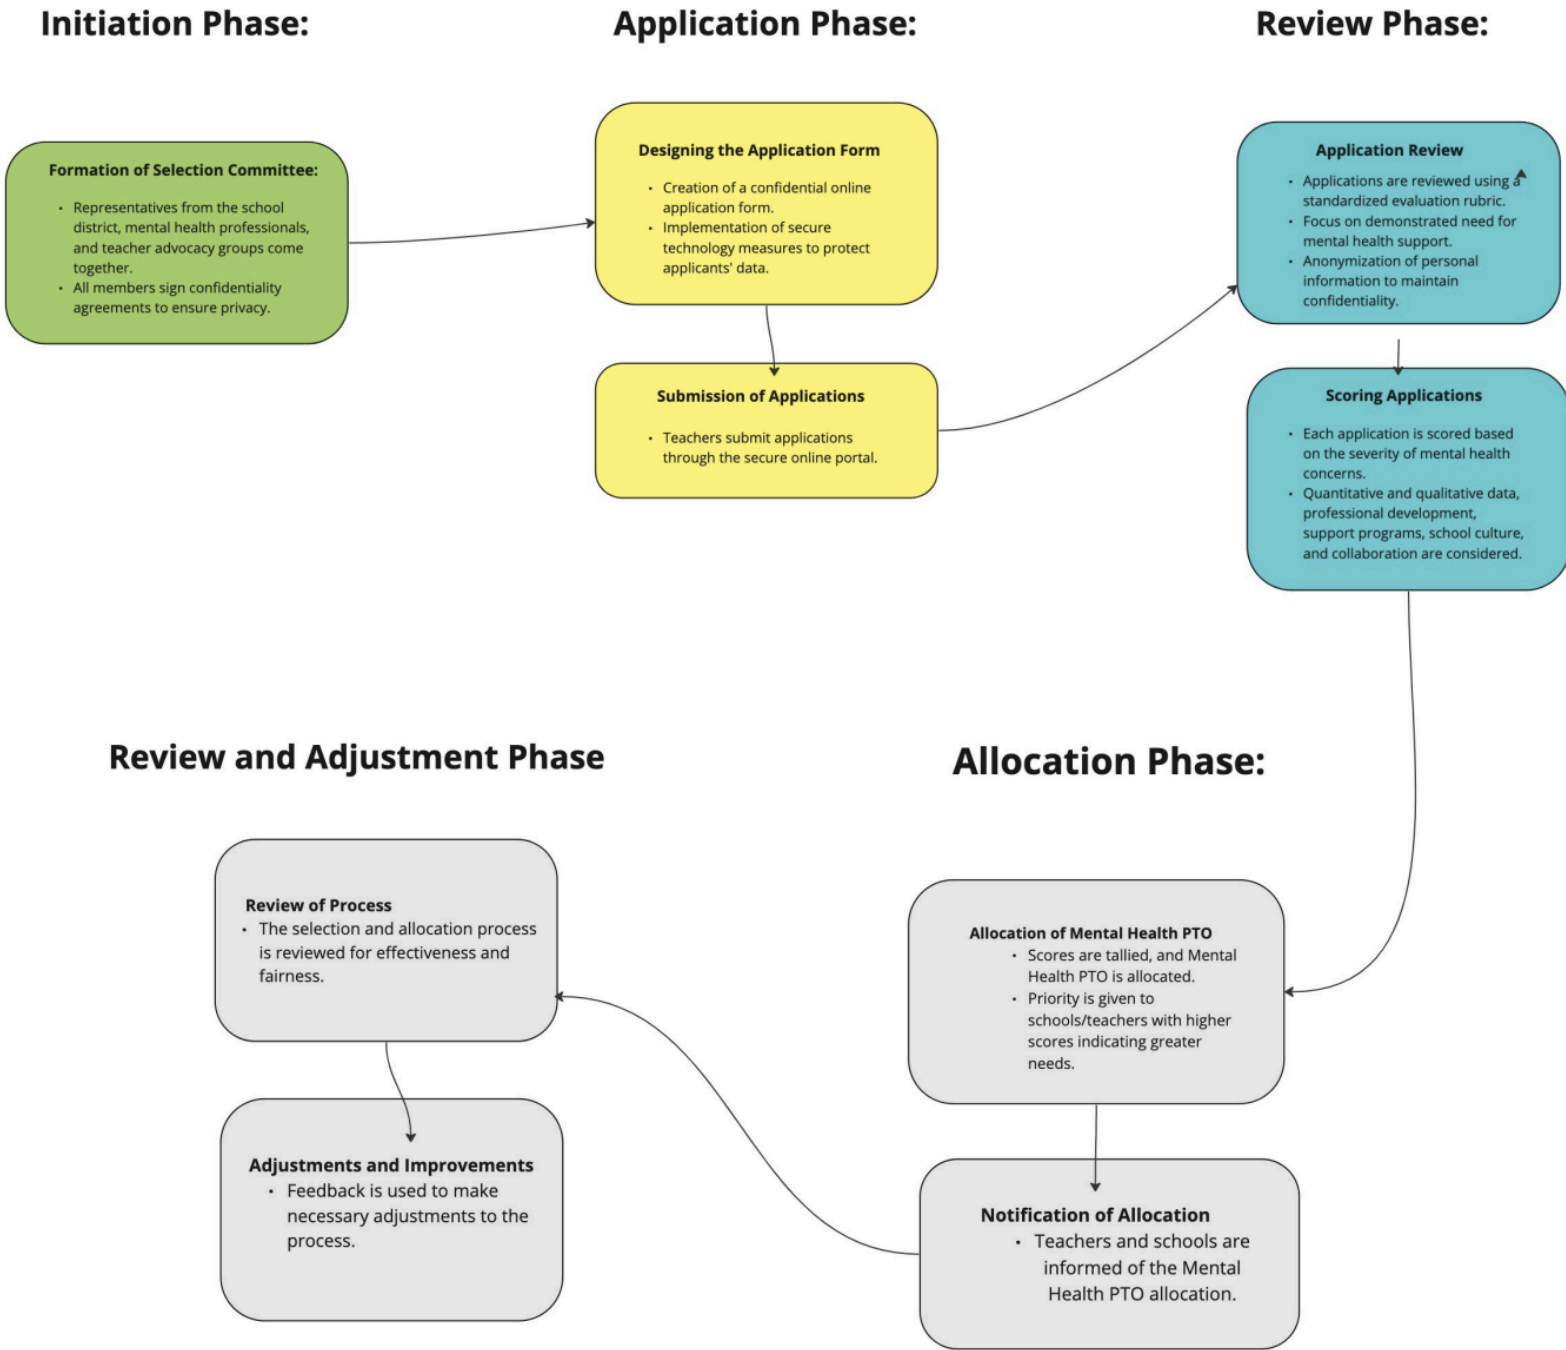 Initiation Phase:
Formation of Selection Committee:
• Representatives from the school
district, mental health professionals,
and teacher advocacy groups come
together.
• All members sign confidentiality
agreements to ensure privacy.
Application Phase:
Designing the Application Form
• Creation of a confidential online
application form.
• Implementation of secure
technology measures to protect
applicants' data.
Submission of Applications
• Teachers submit applications
through the secure online portal.
Review Phase:
Application Review
• Applications are reviewed using a
standardized evaluation rubric.
• Focus on demonstrated need for
mental health support.
• Anonymization of personal
information to maintain
confidentiality.
Scoring Applications
• Each application is scored based
on the severity of mental health
concerns.
• Quantitative and qualitative data,
professional development,
support programs, school culture,
and collaboration are considered.
Allocation Phase:
Allocation of Mental Health PTO
• Scores are tallied, and Mental
Health PTO is allocated.
• Priority is given to
schools/teachers with higher
scores indicating greater
needs.
Notification of Allocation
• Teachers and schools are
informed of the Mental
Health PTO allocation.
Review and Adjustment Phase
Review of Process
• The selection and allocation process
is reviewed for effectiveness and
fairness.
Adjustments and Improvements
• Feedback is used to make
necessary adjustments to the
process.